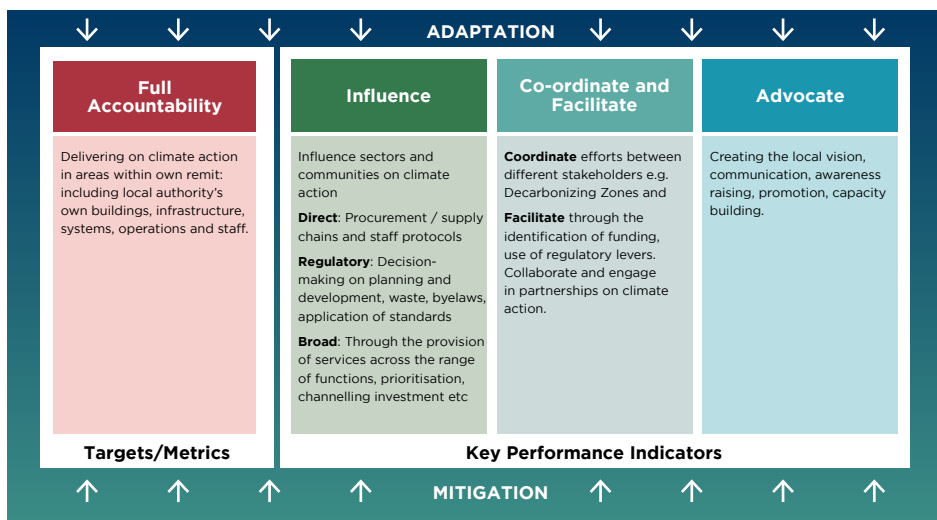 ADAPTATION
Full
Accountability
Delivering on climate action
in areas within own remit:
including local authority's
own buildings, infrastructure,
systems, operations and staff.
Targets/Metrics
Influence
Influence sectors and
communities on climate
action
Direct: Procurement / supply
chains and staff protocols
Regulatory: Decision-
making on planning and
development, waste, byelaws,
application of standards
Broad: Through the provision
of services across the range
of functions, prioritisation,
channelling investment etc
Co-ordinate and
Facilitate
Coordinate efforts between
different stakeholders e.g.
Decarbonizing Zones and
Facilitate through the
identification of funding,
use of regulatory levers.
Collaborate and engage
in partnerships on climate
action.
Advocate
Creating the local vision,
communication, awareness
raising, promotion, capacity
building.
Key Performance Indicators
MITIGATION